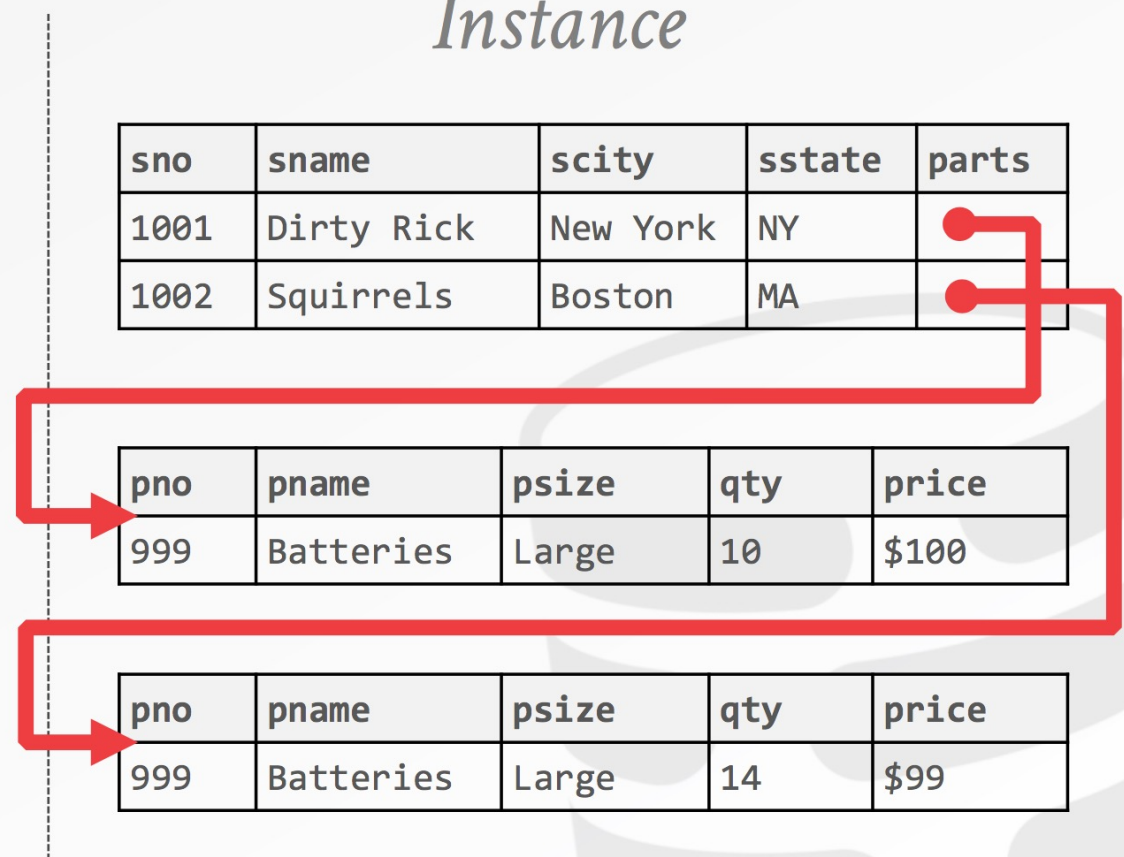 Instance
sno sname scity sstate parts
1001 Dirty Rick New York NY
1002 Squirrels Boston MA
pno pname psize qty price
999 Batteries Large 10 $100
pno pname psize qty price
999 Batteries Large 14 $99